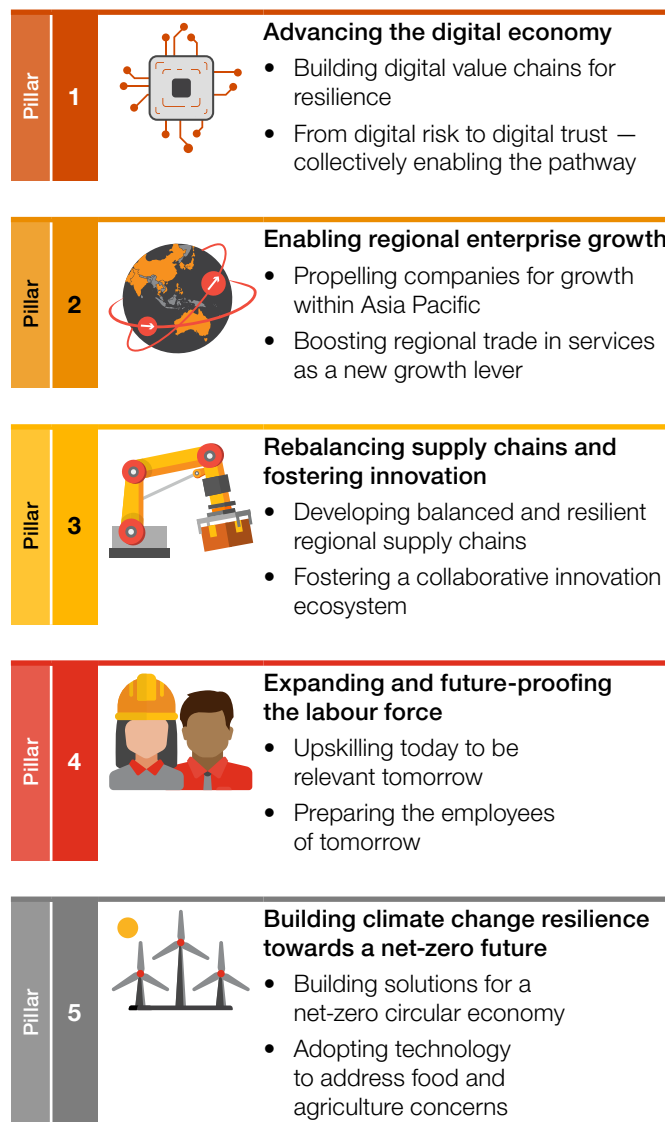 Pillar
1
Advancing the digital economy
• Building digital value chains for
resilience
• From digital risk to digital trust —
collectively enabling the pathway
Pillar
2
Enabling regional enterprise growth
• Propelling companies for growth
within Asia Pacific
• Boosting regional trade in services
as a new growth lever
Pillar
3
Rebalancing supply chains and
fostering innovation
• Developing balanced and resilient
regional supply chains
• Fostering a collaborative innovation
ecosystem
Pillar
4
Expanding and future-proofing
the labour force
• Upskilling today to be
relevant tomorrow
• Preparing the employees
of tomorrow
Pillar
5
Building climate change resilience
towards a net-zero future
• Building solutions for a
net-zero circular economy
• Adopting technology
to address food and
agriculture concerns